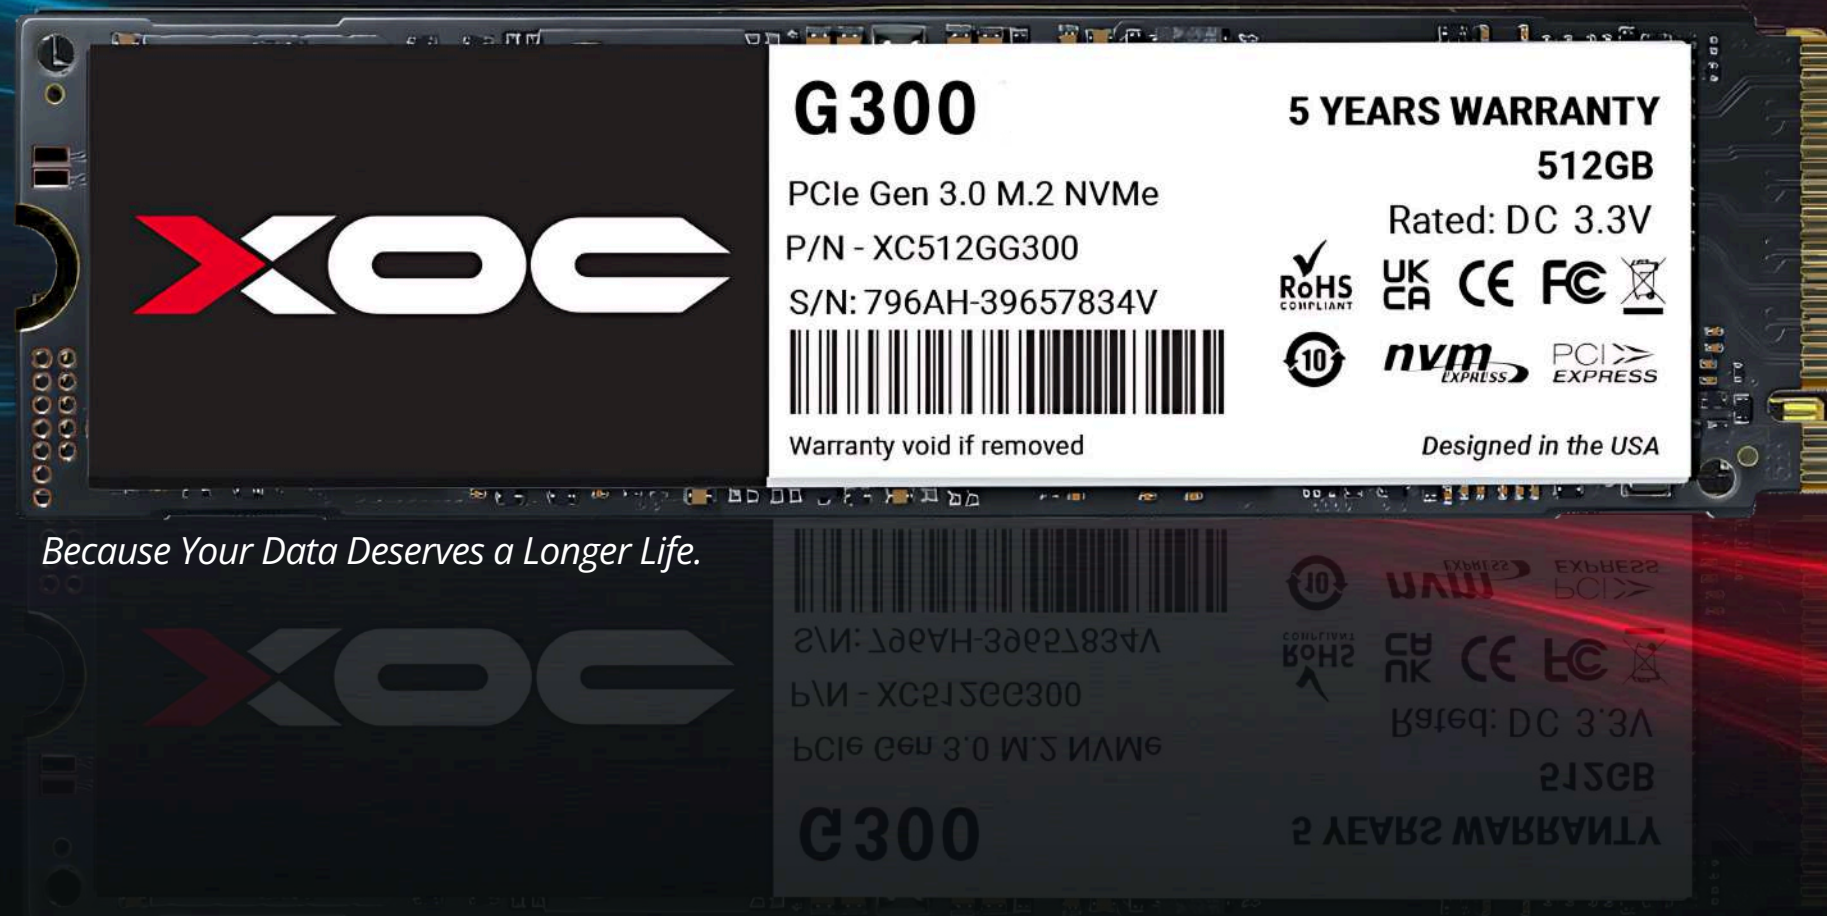 XOC
G300
5 YEARS WARRANTY
512GB
PCIe Gen 3.0 M.2 NVMe
Rated: DC 3.3V
P/N - XC512GG300
S/N: 796AH-39657834V
RoHS
COMPLIANT
UK
CA
CE
FC
10
nvm
EXPRESS
PCI
EXPRESS
Warranty void if removed
Designed in the USA
Because Your Data Deserves a Longer Life.